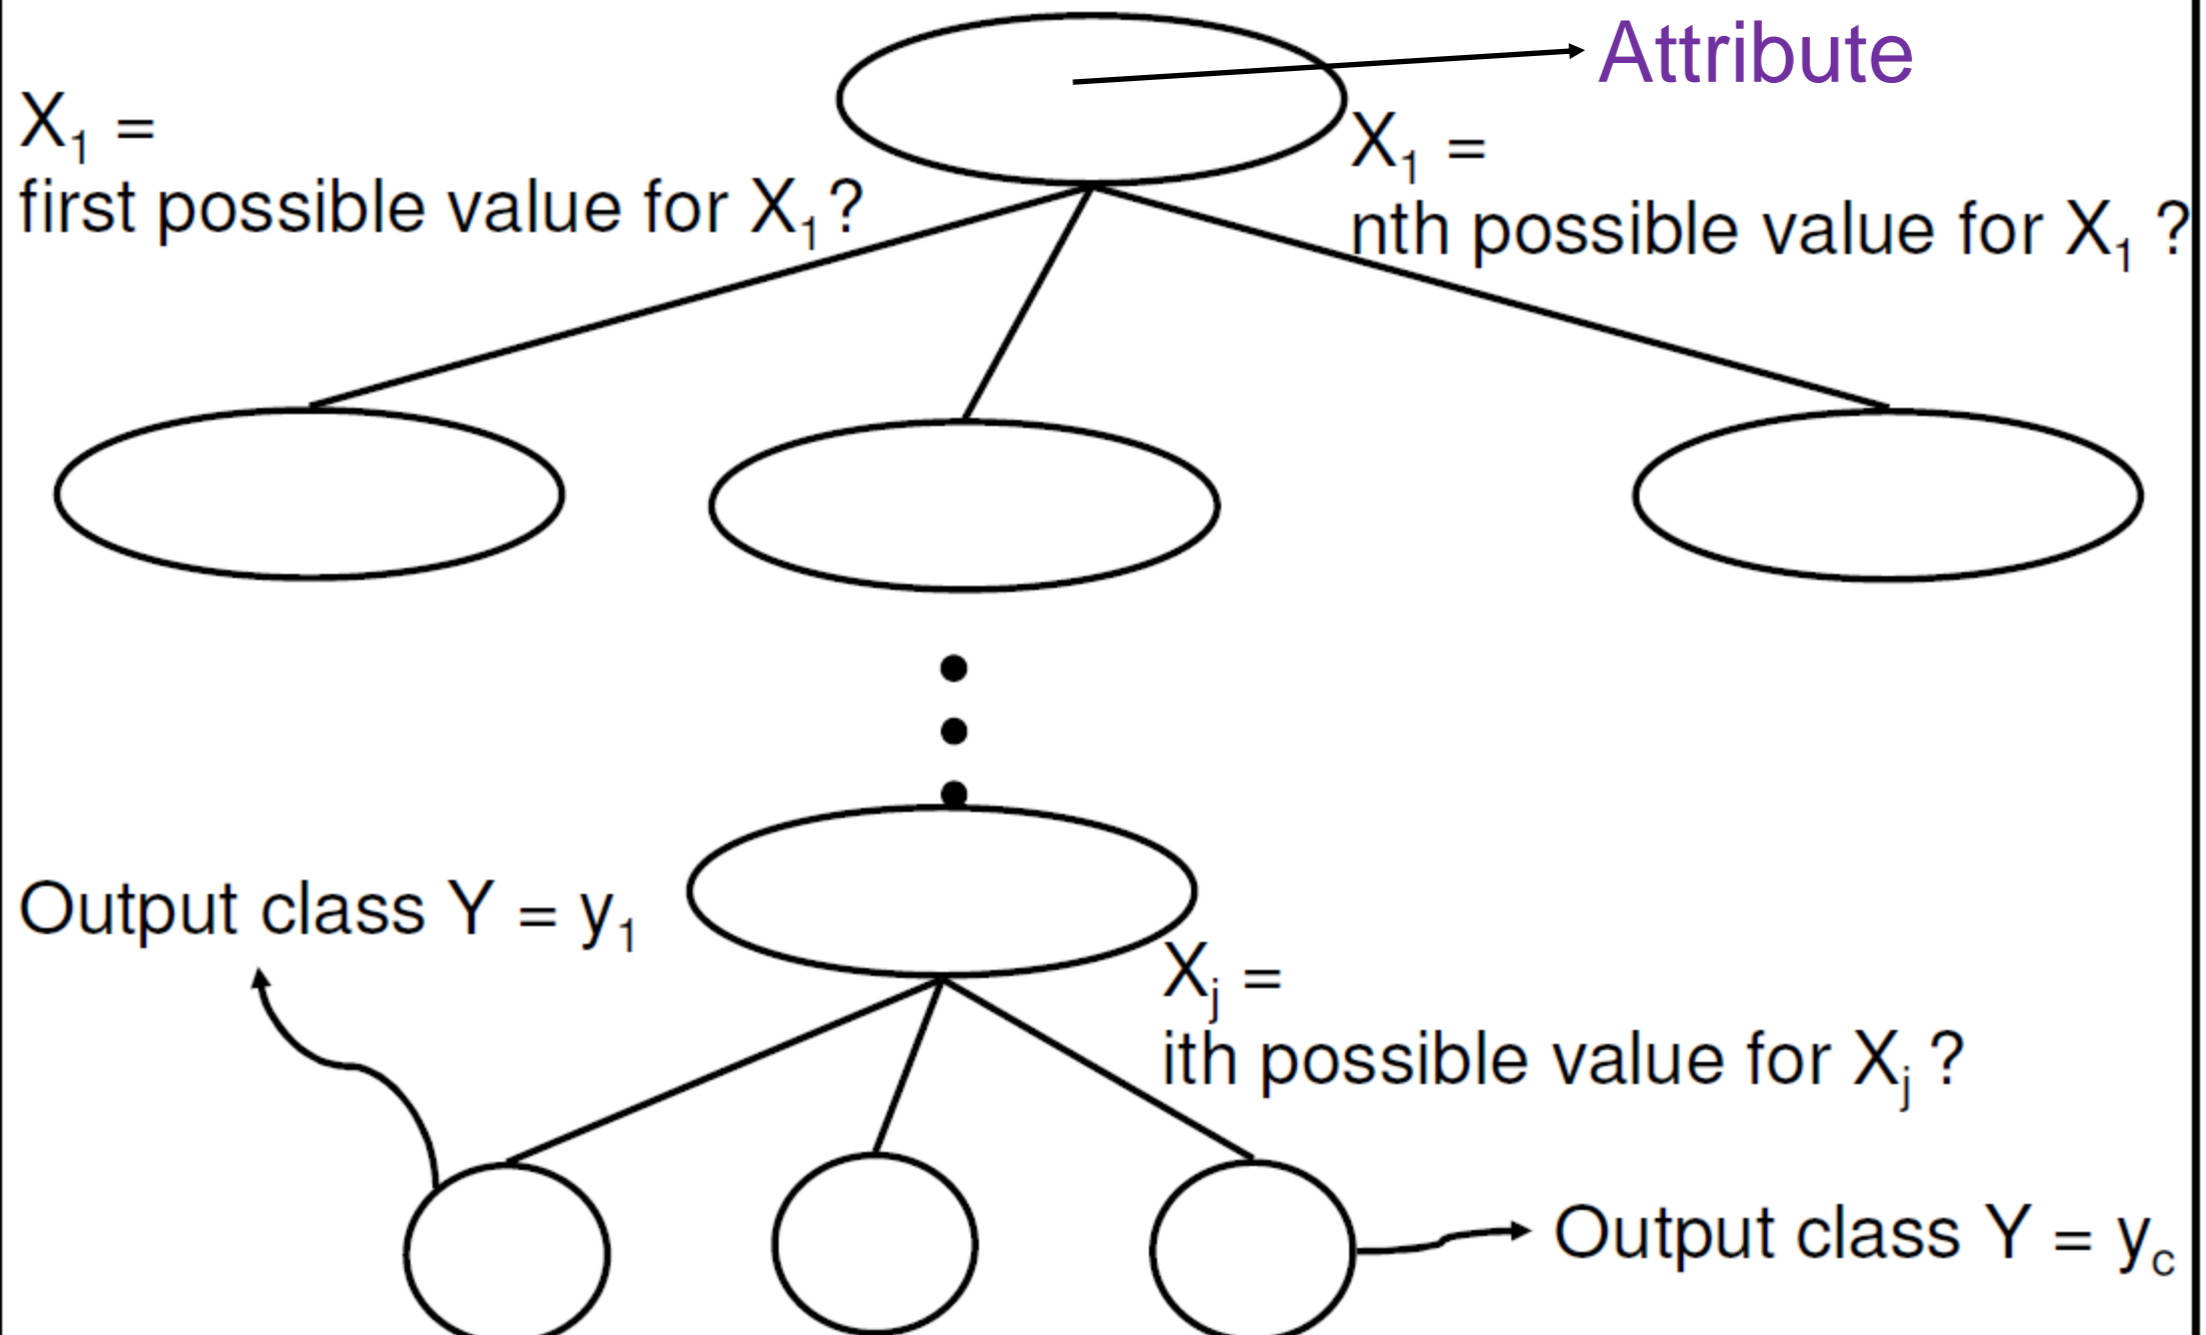 Attribute
X₁ =
first possible value for X₁?
X₁ =
nth possible value for X₁ ?
Output class Y = y₁
Xⱼ =
ith possible value for Xⱼ ?
Output class Y = y_c